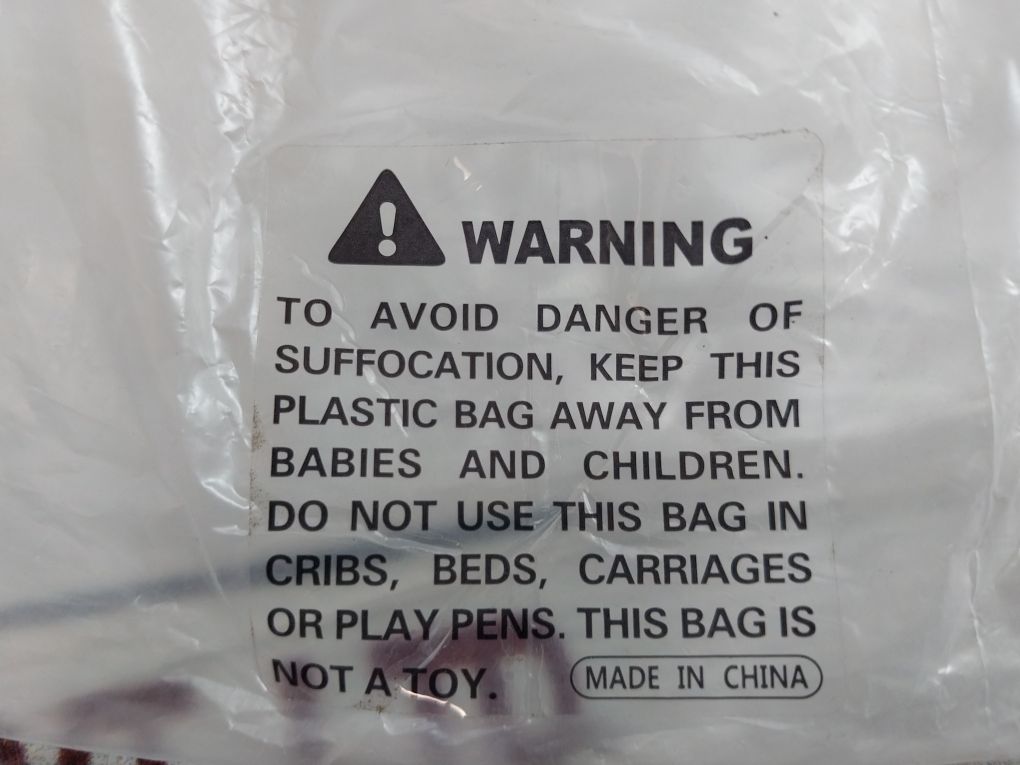 WARNING
TO AVOID DANGER OF
SUFFOCATION, KEEP THIS
PLASTIC BAG AWAY FROM
BABIES AND CHILDREN.
DO NOT USE THIS BAG IN
CRIBS, BEDS, CARRIAGES
OR PLAY PENS. THIS BAG IS
NOT A TOY. MADE IN CHINA